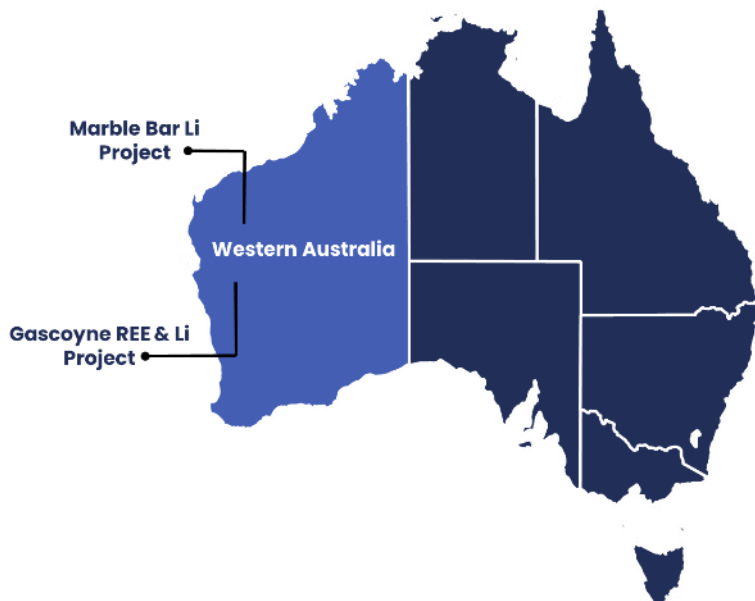 Marble Bar Li
Project
Western Australia
Gascoyne REE & Li
Project